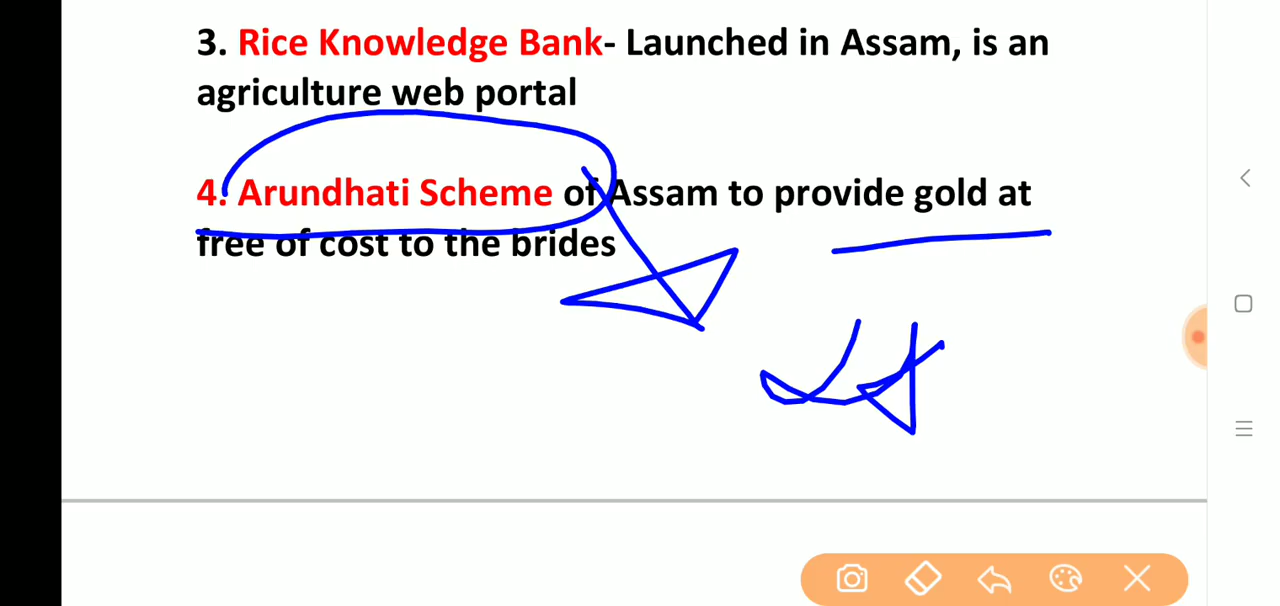 3. Rice Knowledge Bank- Launched in Assam, is an
agriculture web portal
4. Arundhati Scheme of Assam to provide gold at
free of cost to the brides